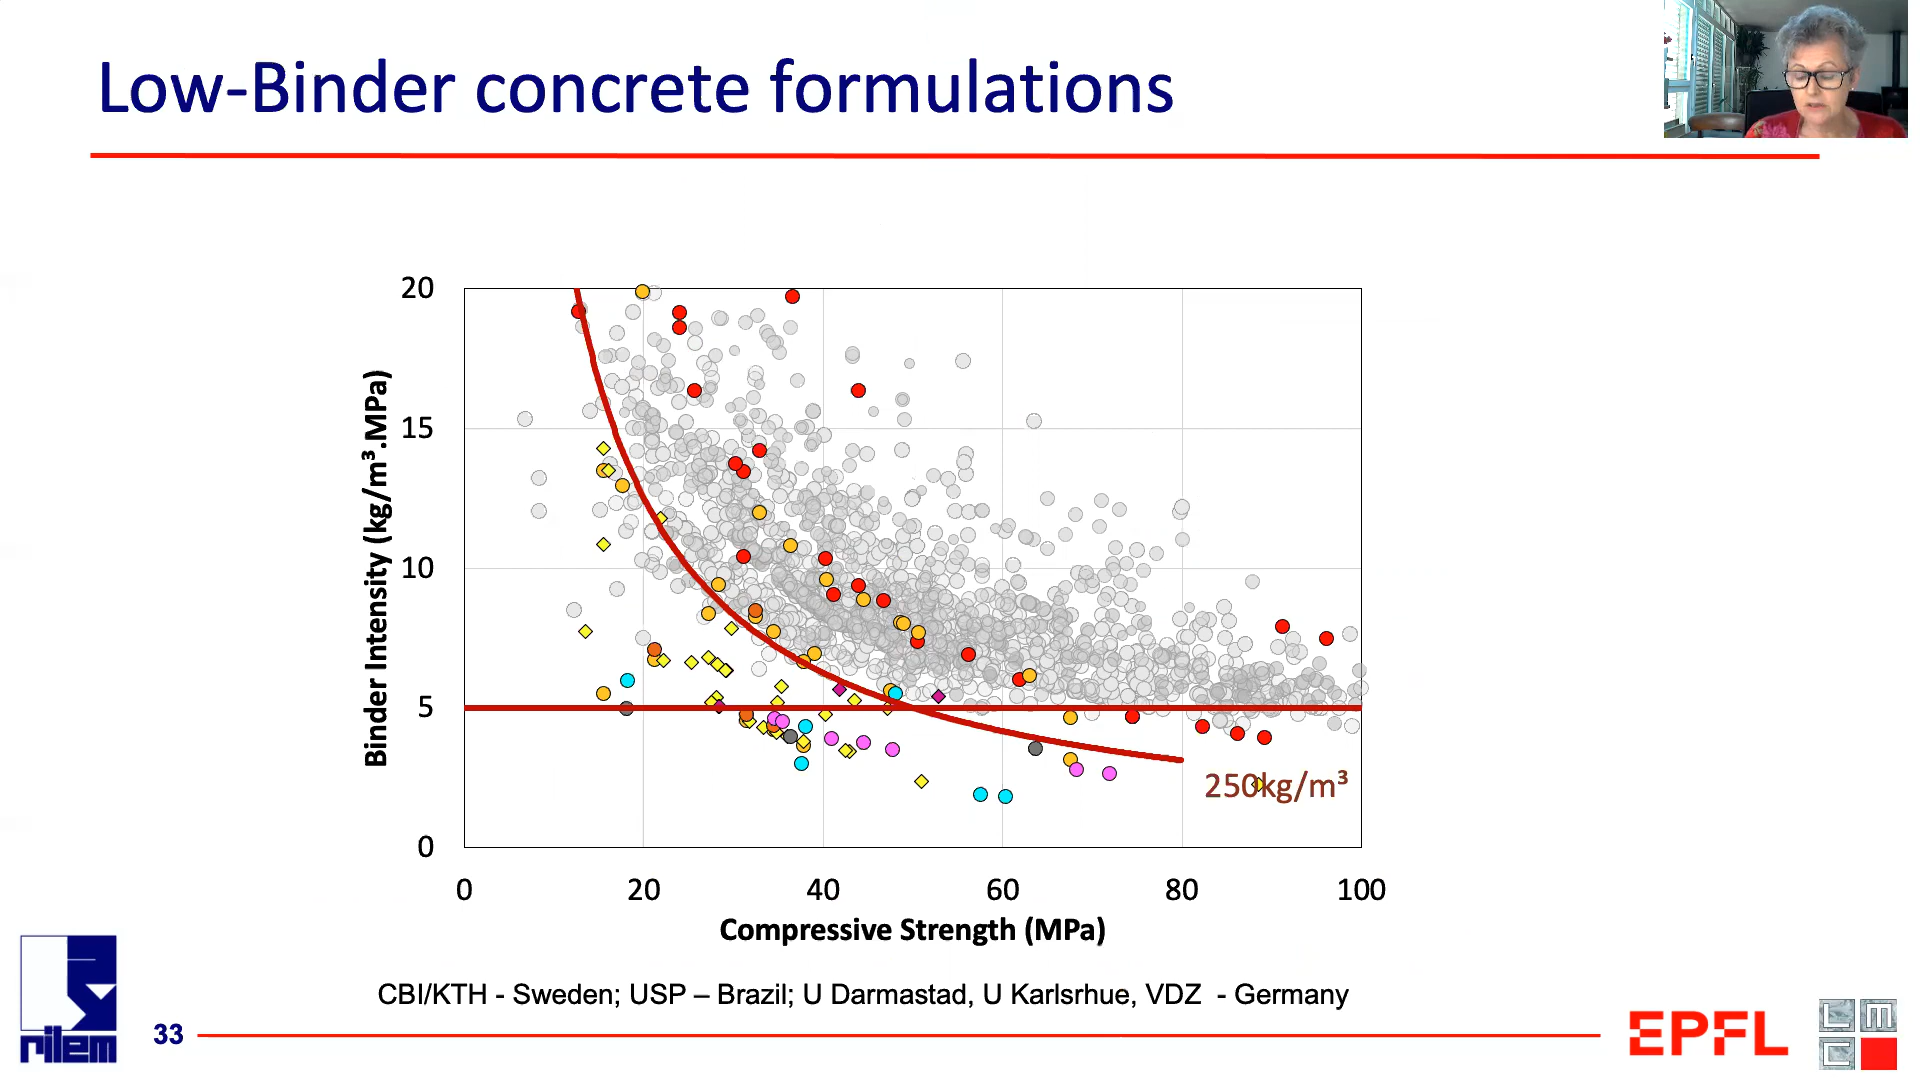 Low-Binder concrete formulations
20
15
10
5
0
Binder Intensity (kg/m³.MPa)
250kg/m³
0 20 40 60 80 100
Compressive Strength (MPa)
CBI/KTH - Sweden; USP – Brazil; U Darmastad, U Karlsrhue, VDZ - Germany
rilem
33
EPFL
L M
C